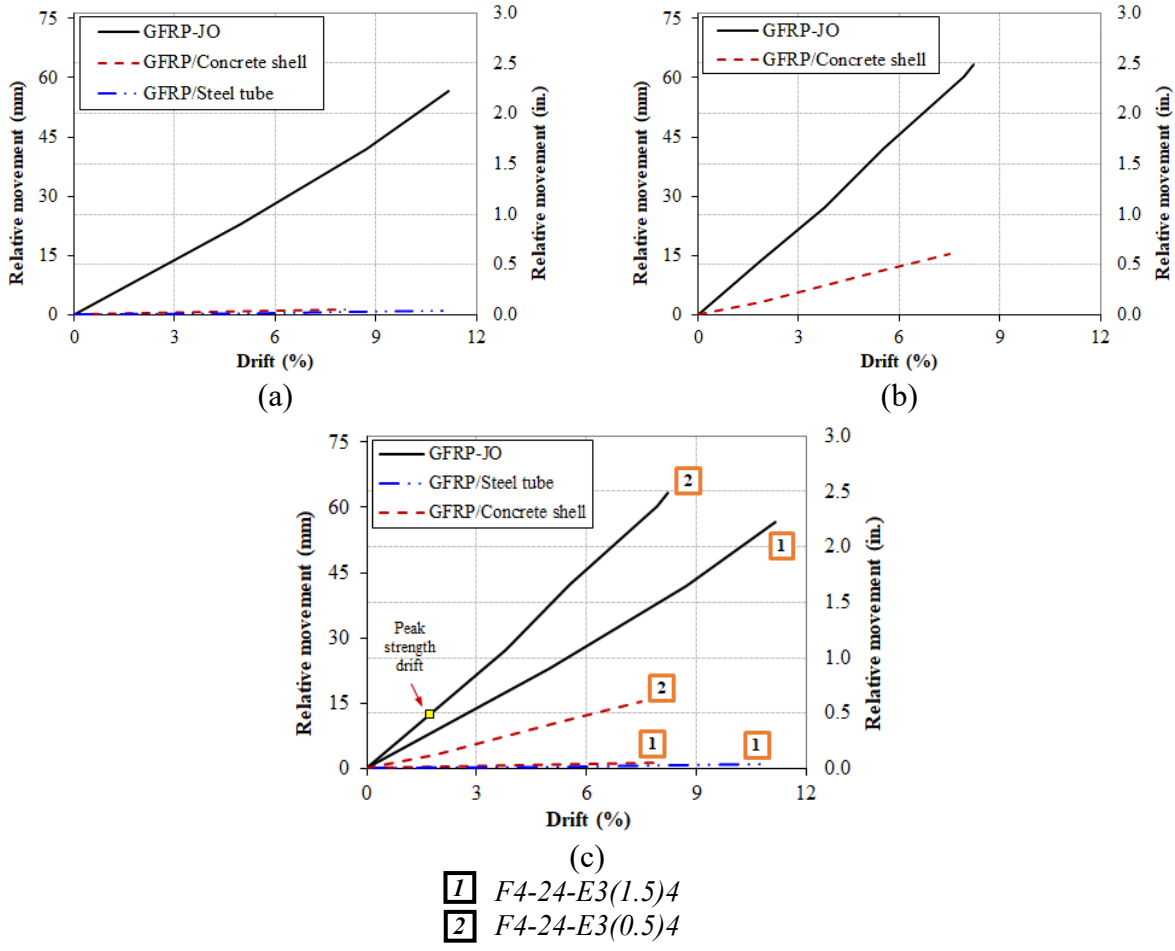 75
60
45
30
15
0
Relative movement (mm)
GFRP-JO
GFRP/Concrete shell
GFRP/Steel tube
3.0
2.5
2.0
1.5
1.0
0.5
0.0
Relative movement (in.)
0 3 6 9 12
Drift (%)
(a)
75
60
45
30
15
0
Relative movement (mm)
GFRP-JO
GFRP/Concrete shell
3.0
2.5
2.0
1.5
1.0
0.5
0.0
Relative movement (in.)
0 3 6 9 12
Drift (%)
(b)
75
60
45
30
15
0
Relative movement (mm)
GFRP-JO
GFRP/Steel tube
GFRP/Concrete shell
2
1
Peak
strength
drift
2
1
1
3.0
2.5
2.0
1.5
1.0
0.5
0.0
Relative movement (in.)
0 3 6 9 12
Drift (%)
(c)
1 F4-24-E3(1.5)4
2 F4-24-E3(0.5)4